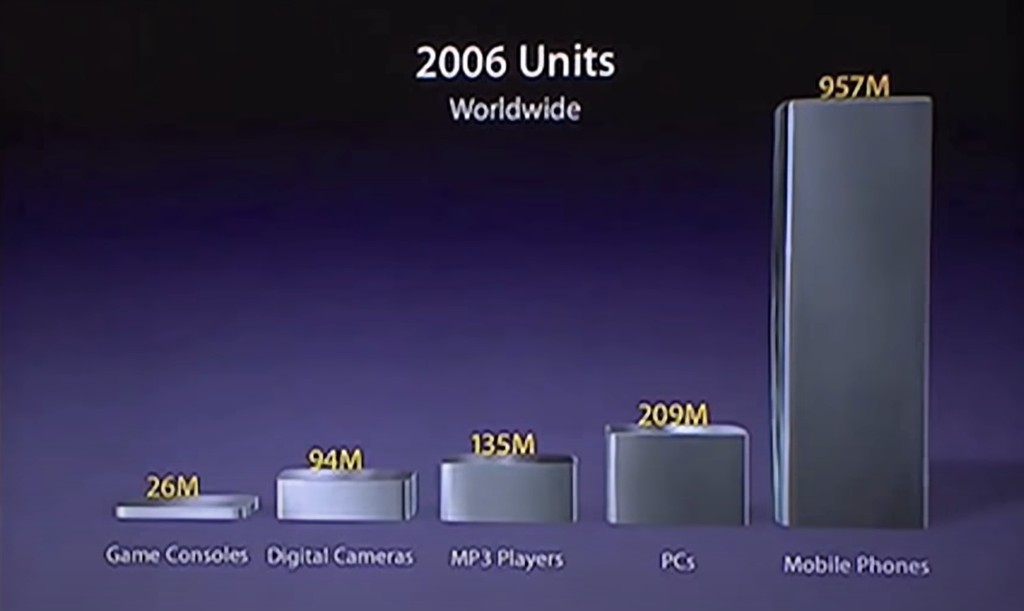 2006 Units
Worldwide
957M
209M
135M
94M
26M
Game Consoles
Digital Cameras
MP3 Players
PCs
Mobile Phones